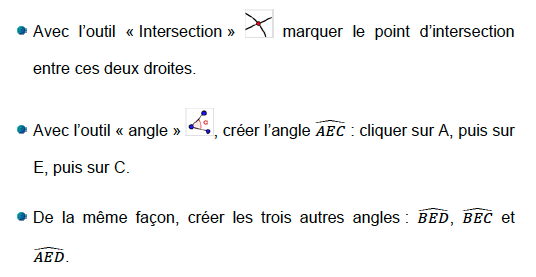 Avec l’outil « Intersection » marquer le point d’intersection
entre ces deux droites.
Avec l’outil « angle » , créer l’angle \widehat{AEC} : cliquer sur A, puis sur
E, puis sur C.
De la même façon, créer les trois autres angles : \widehat{BED}, \widehat{BEC} et
\widehat{AED}.